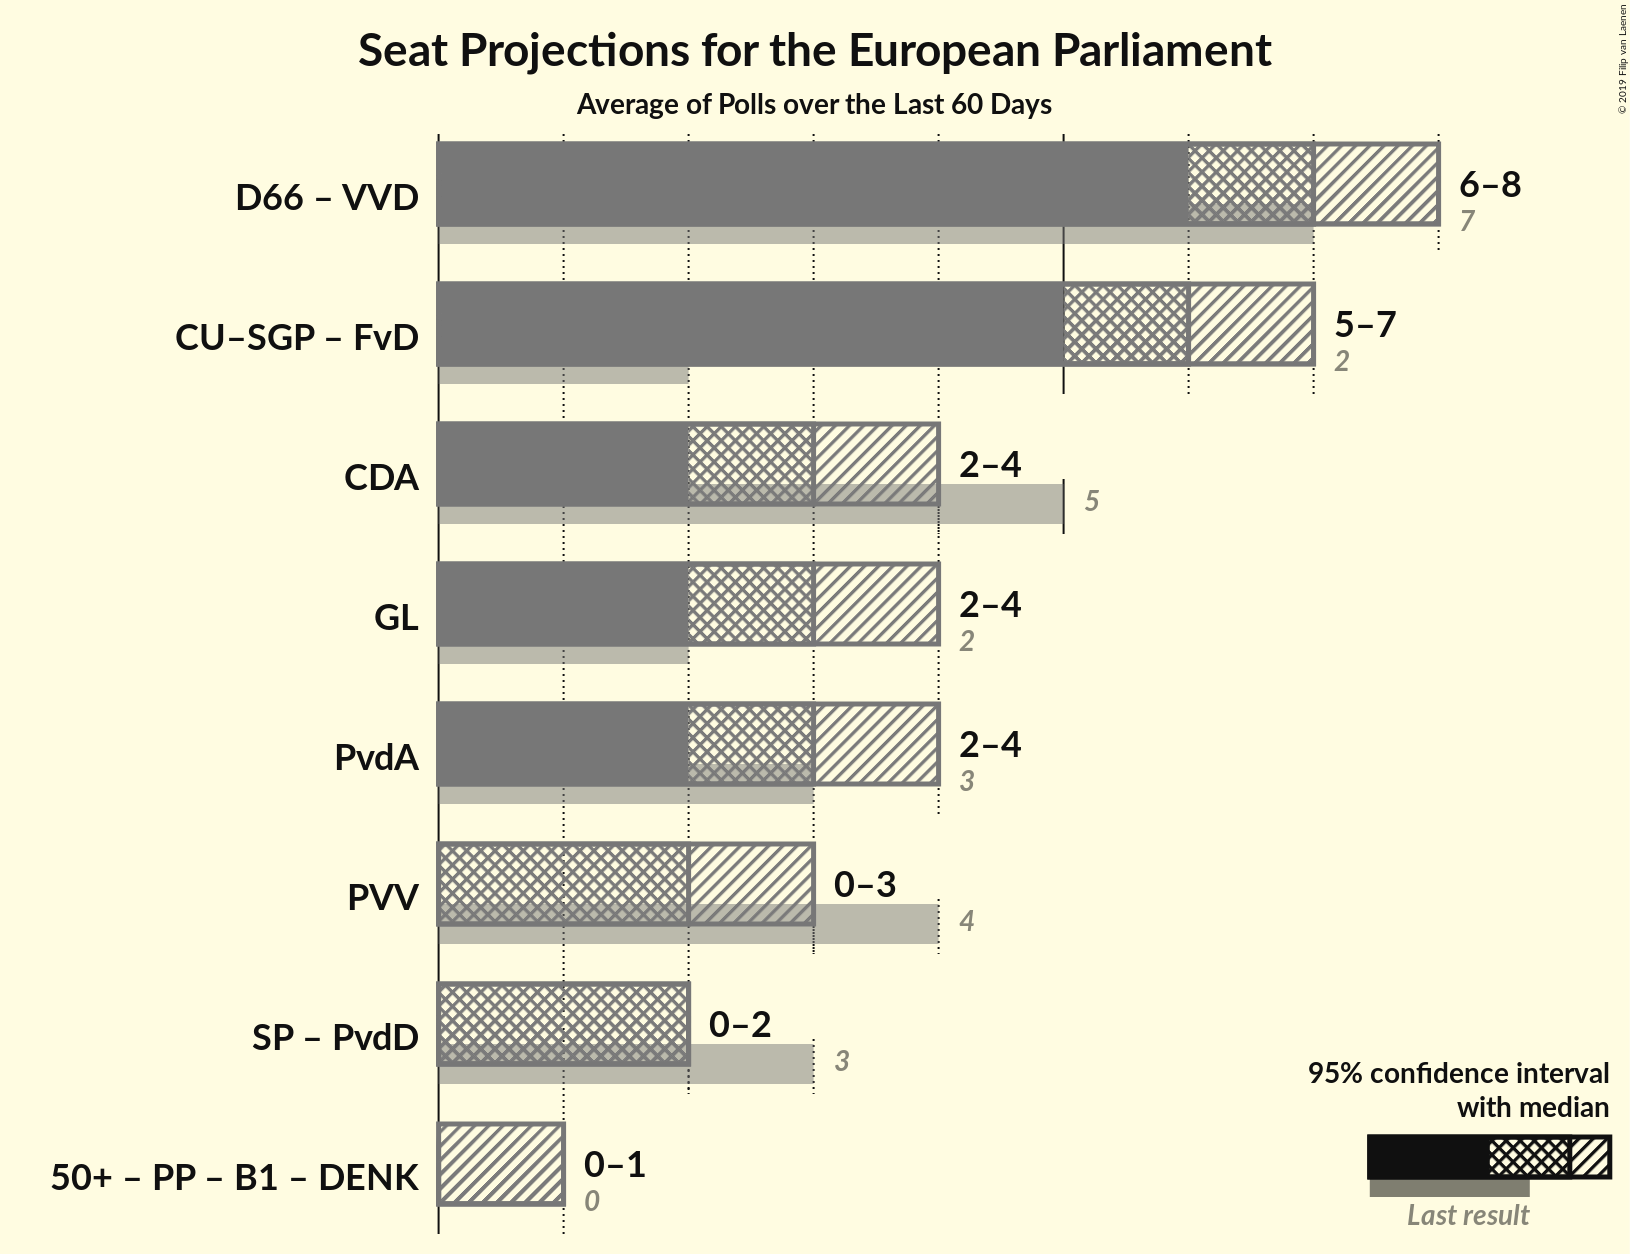 Seat Projections for the European Parliament
Average of Polls over the Last 60 Days
© 2019 Filip van Laenen
D66 – VVD
6–8
7
CU–SGP – FvD
5–7
2
CDA
2–4
5
GL
2–4
2
PvdA
2–4
3
PVV
0–3
4
SP – PvdD
0–2
3
50+ – PP – B1 – DENK
0–1
0
95% confidence interval
with median
Last result